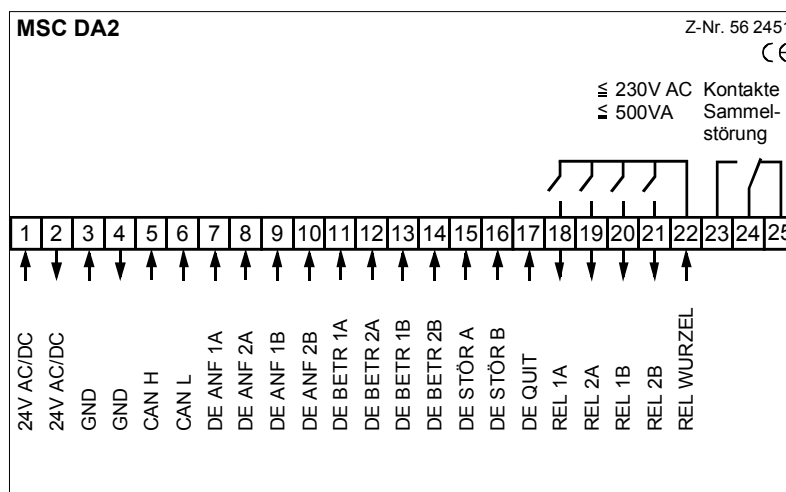 MSC DA2
Z-Nr. 56 2451
CE
≦ 230V AC Kontakte
≦ 500VA Sammel-
störung
1 2 3 4 5 6 7 8 9 10 11 12 13 14 15 16 17 18 19 20 21 22 23 24 25
24V AC/DC
24V AC/DC
GND
GND
CAN H
CAN L
DE ANF 1A
DE ANF 2A
DE ANF 1B
DE ANF 2B
DE BETR 1A
DE BETR 2A
DE BETR 1B
DE BETR 2B
DE STÖR A
DE STÖR B
DE QUIT
REL 1A
REL 2A
REL 1B
REL 2B
REL WURZEL